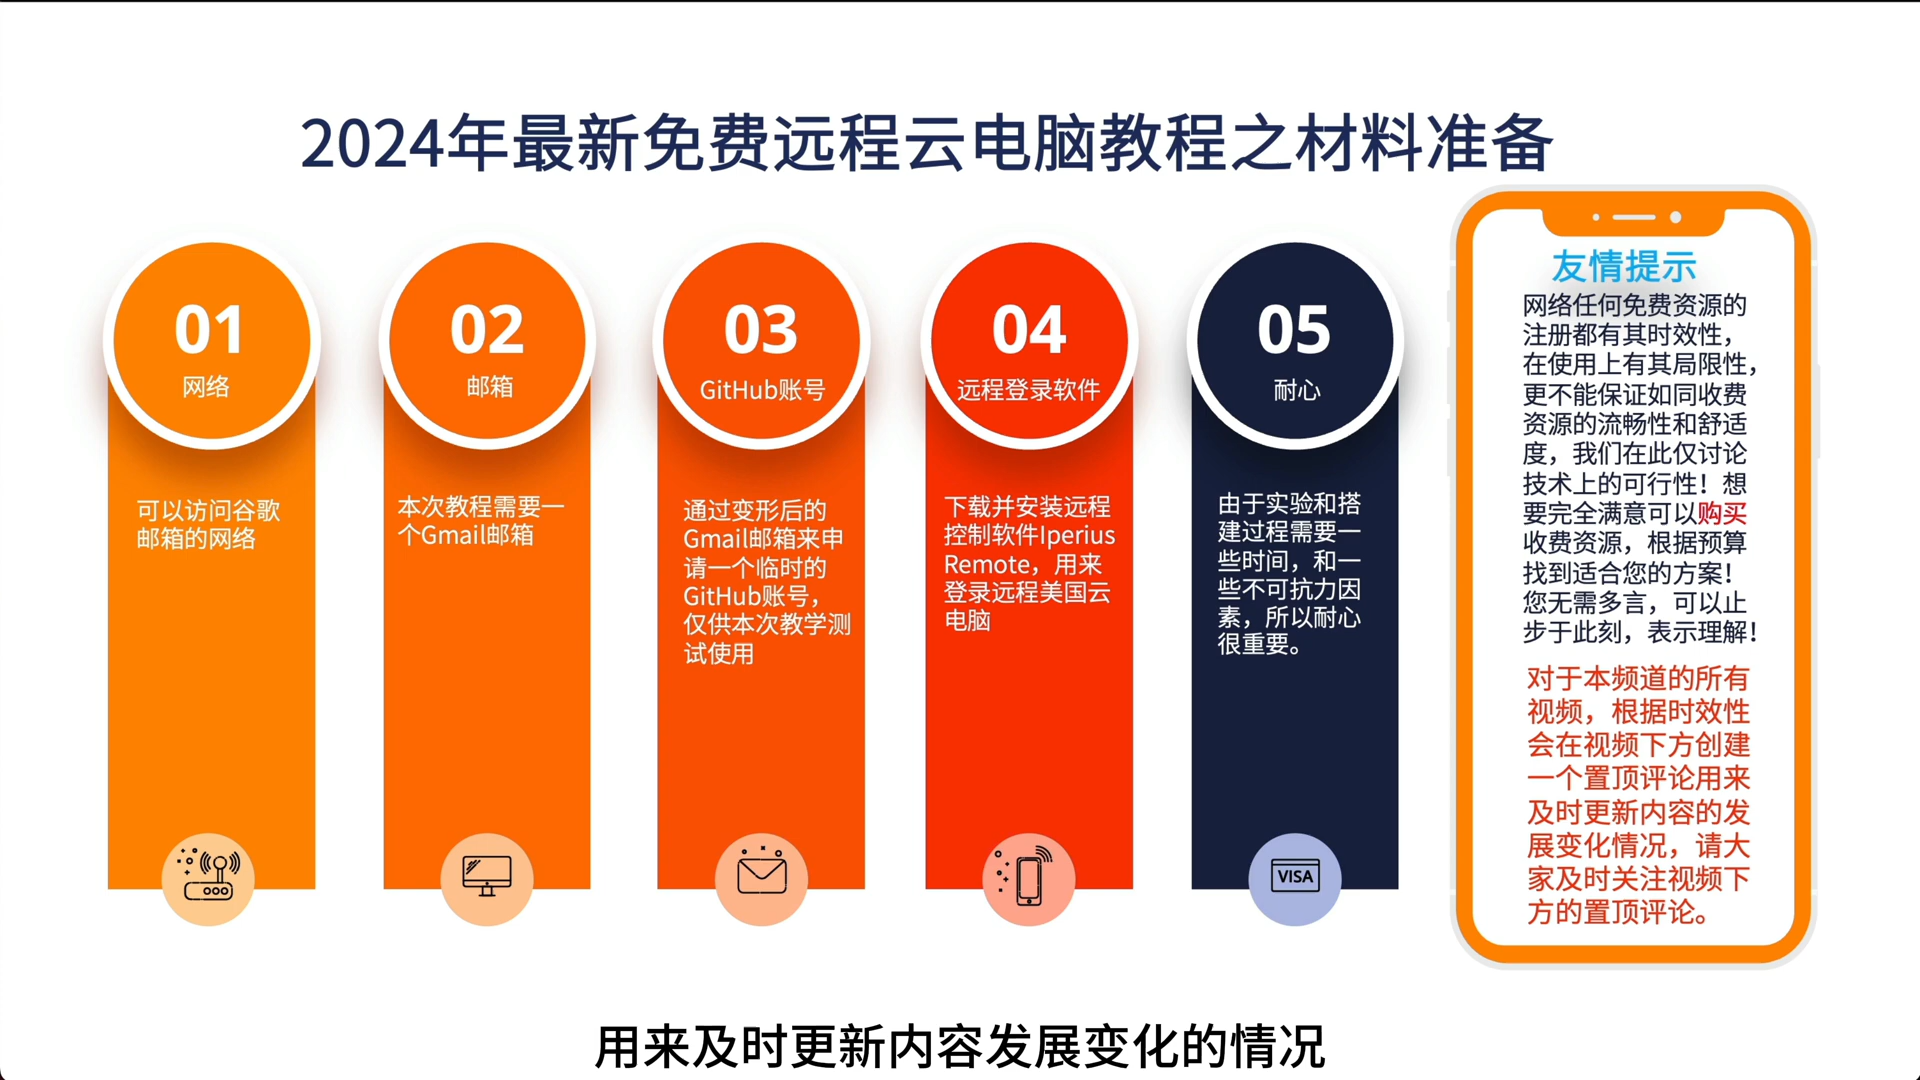 2024年最新免费远程云电脑教程之材料准备
01
网络
可以访问谷歌
邮箱的网络
02
邮箱
本次教程需要一
个Gmail邮箱
03
GitHub账号
通过变形后的
Gmail邮箱来申
请一个临时的
GitHub账号，
仅供本次教学测
试使用
04
远程登录软件
下载并安装远程
控制软件Iperius
Remote，用来
登录远程美国云
电脑
05
耐心
由于实验和搭
建过程需要一
些时间，和一
些不可抗力因
素，所以耐心
很重要。
VISA
友情提示
网络任何免费资源的
注册都有其时效性，
在使用上有其局限性，
更不能保证如同收费
资源的流畅性和舒适
度，我们在此仅讨论
技术上的可行性！想
要完全满意可以购买
收费资源，根据预算
找到适合您的方案！
您无需多言，可以止
步于此刻，表示理解！
对于本频道的所有
视频，根据时效性
会在视频下方创建
一个置顶评论用来
及时更新内容的发
展变化情况，请大
家及时关注视频下
方的置顶评论。
用来及时更新内容发展变化的情况